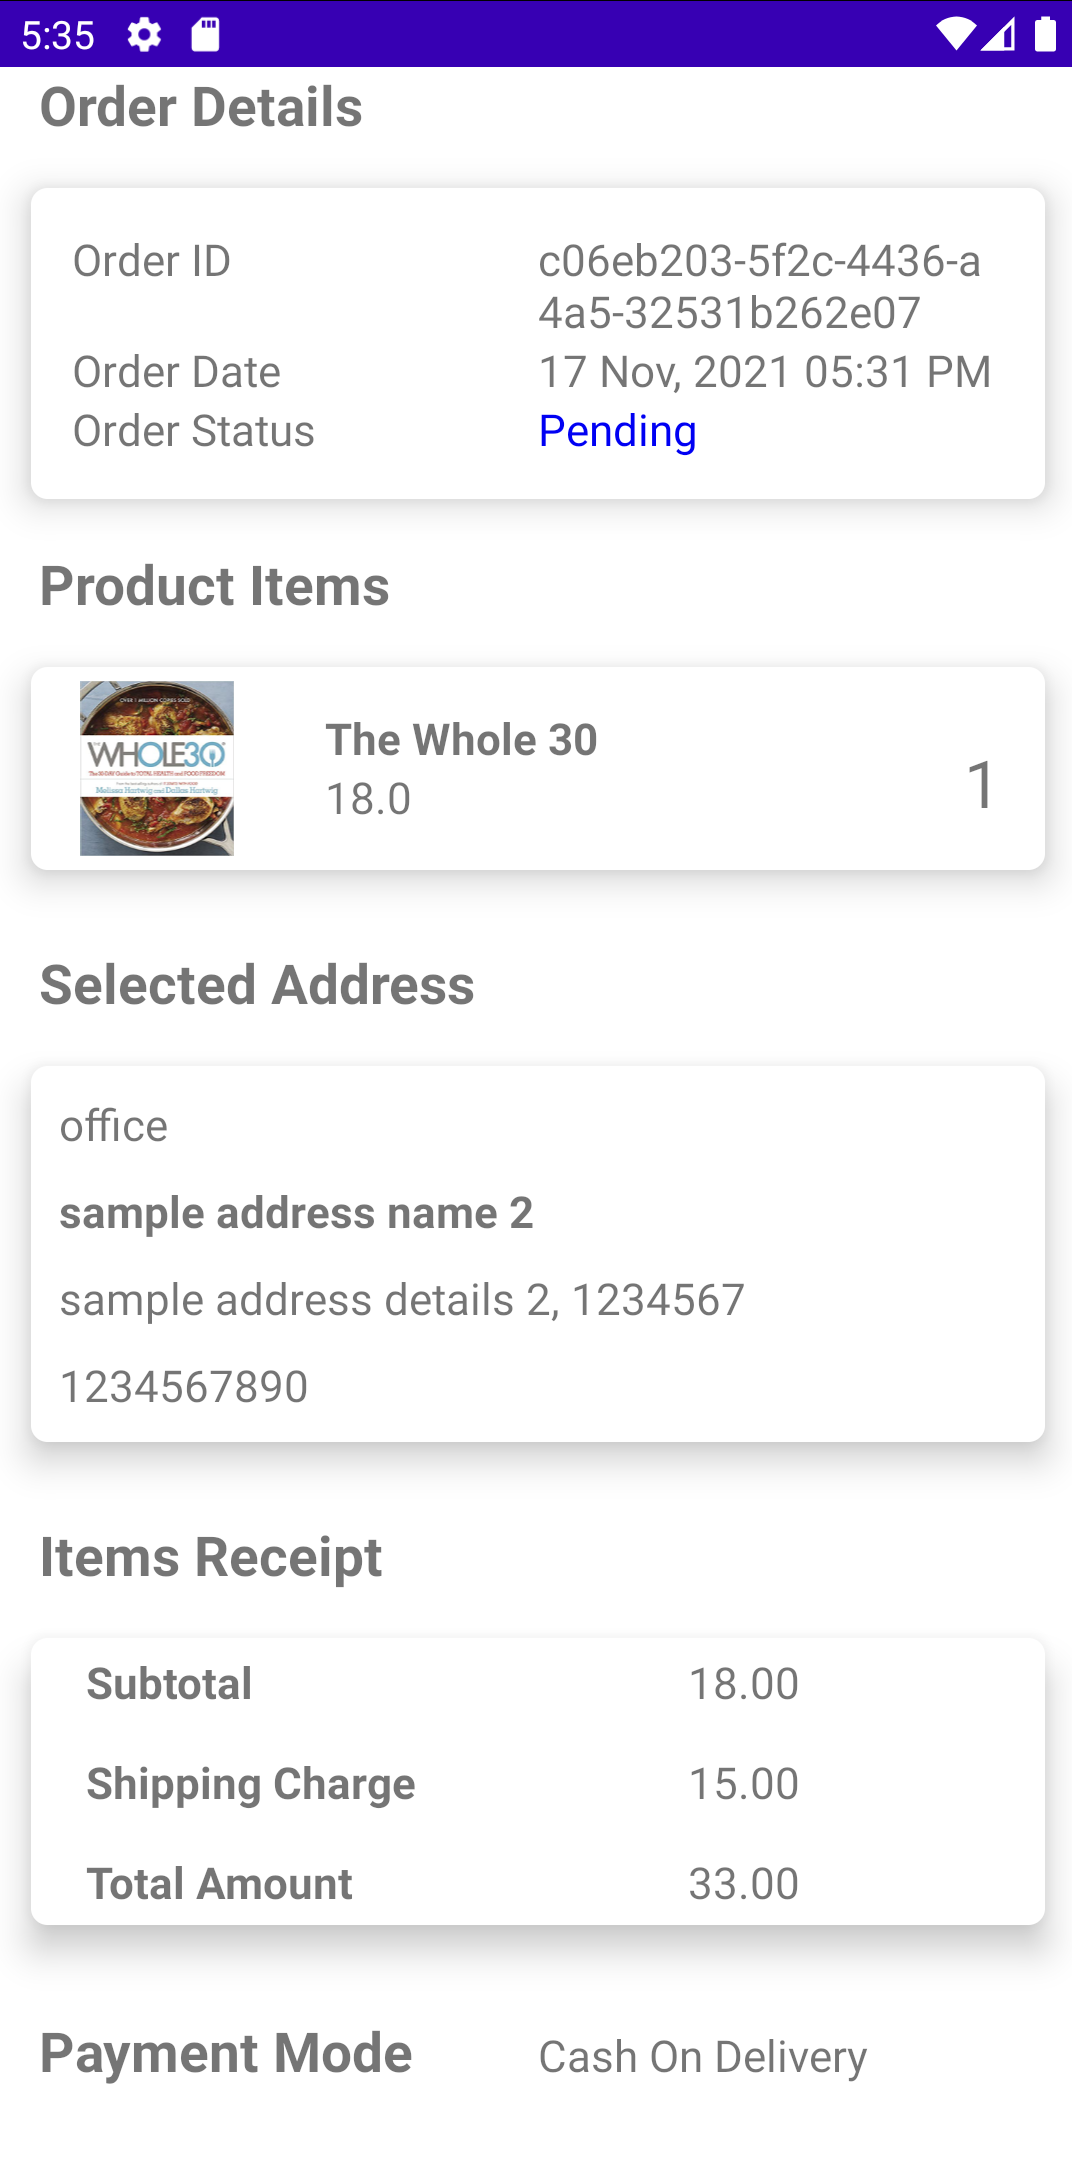 5:35
Order Details
Order ID
c06eb203-5f2c-4436-a
4a5-32531b262e07
Order Date
17 Nov, 2021 05:31 PM
Order Status
Pending
Product Items
OVER 1 MILLION COPIES SOLD
THE
WHOLE30®
The 30-DAY Guide to TOTAL HEALTH and FOOD FREEDOM
Melissa Hartwig and Dallas Hartwig
The Whole 30
18.0
1
Selected Address
office
sample address name 2
sample address details 2, 1234567
1234567890
Items Receipt
Subtotal
18.00
Shipping Charge
15.00
Total Amount
33.00
Payment Mode
Cash On Delivery